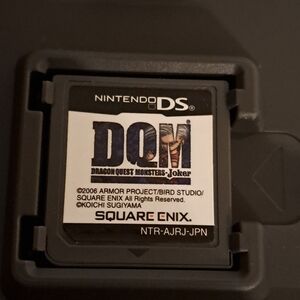 NINTENDO DS
DQM
DRAGON QUEST MONSTERS·Joker
©2006 ARMOR PROJECT/BIRD STUDIO/
SQUARE ENIX All Rights Reserved.
©KOICHI SUGIYAMA
SQUARE ENIX.
NTR-AJRJ-JPN